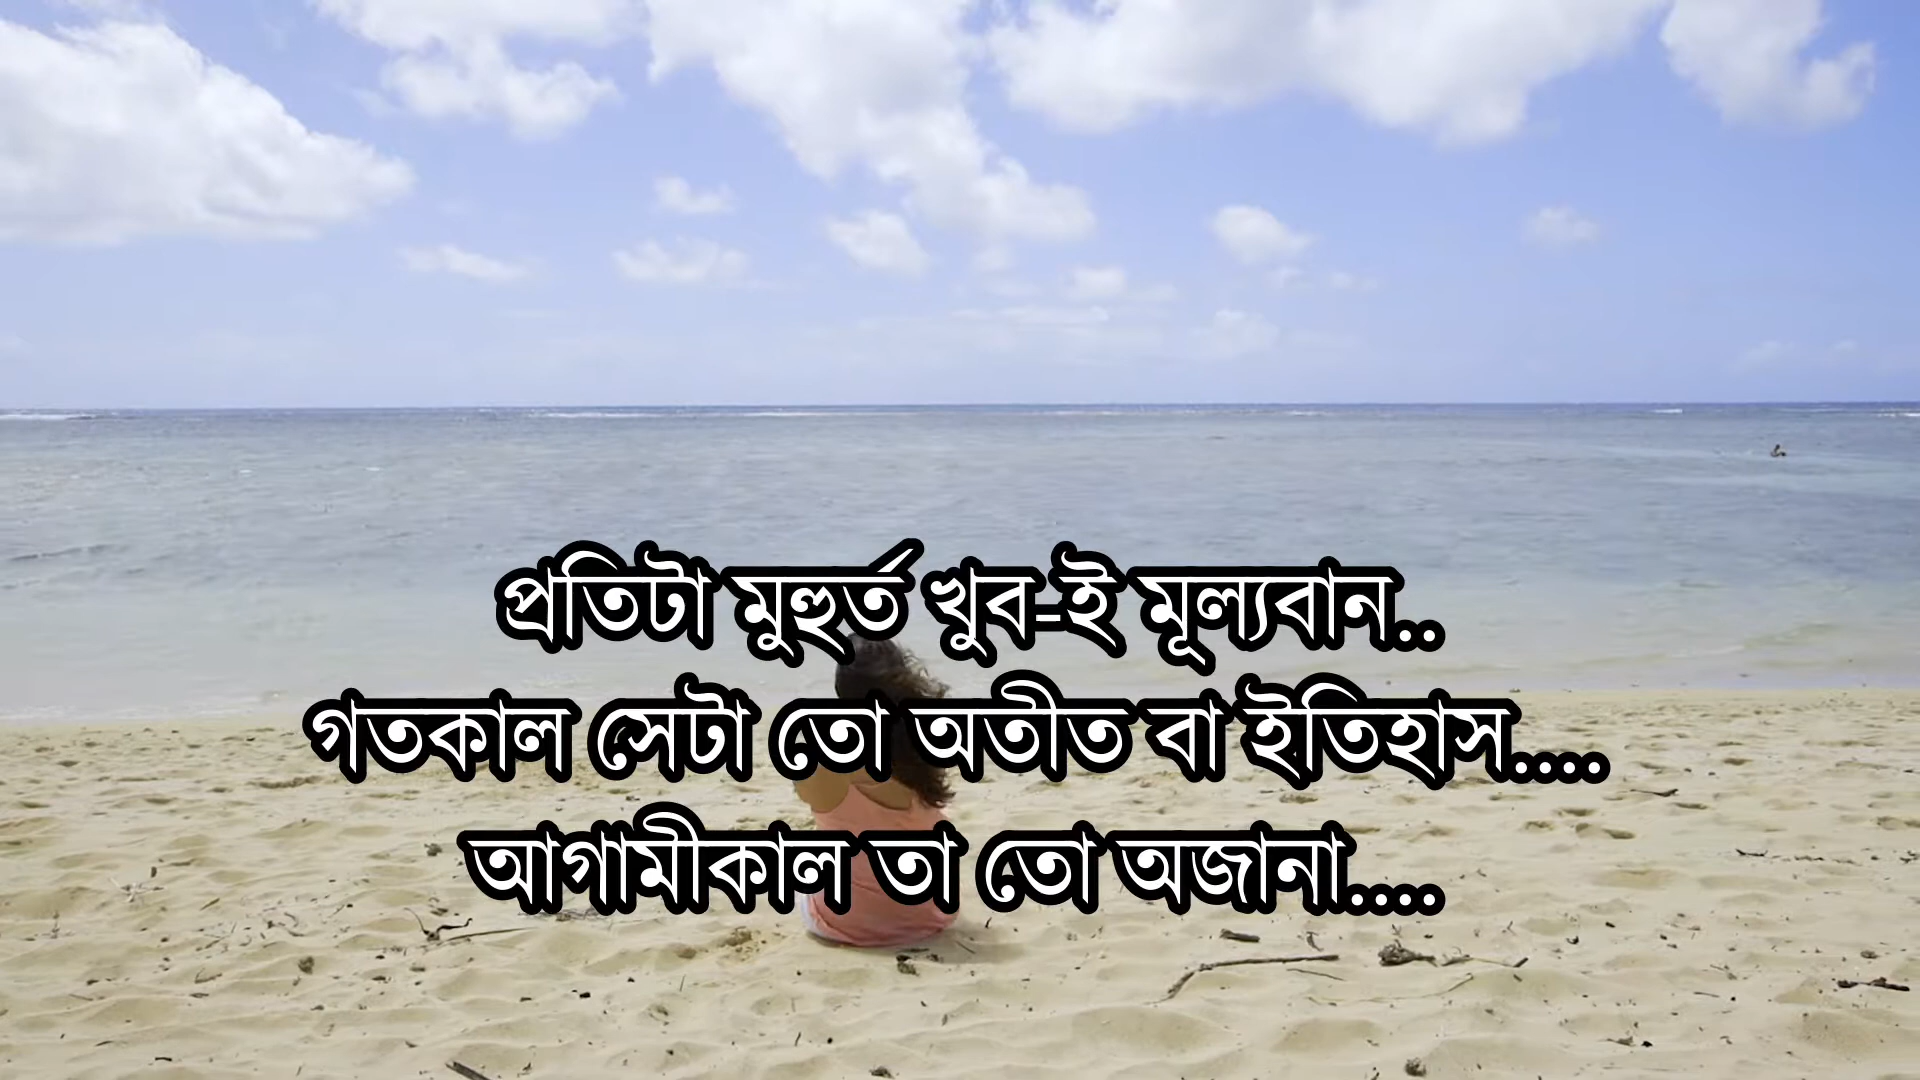 প্রতিটা মুহুর্ত খুব-ই মূল্যবান..
গতকাল সেটা তো অতীত বা ইতিহাস....
আগামীকাল তা তো অজানা....